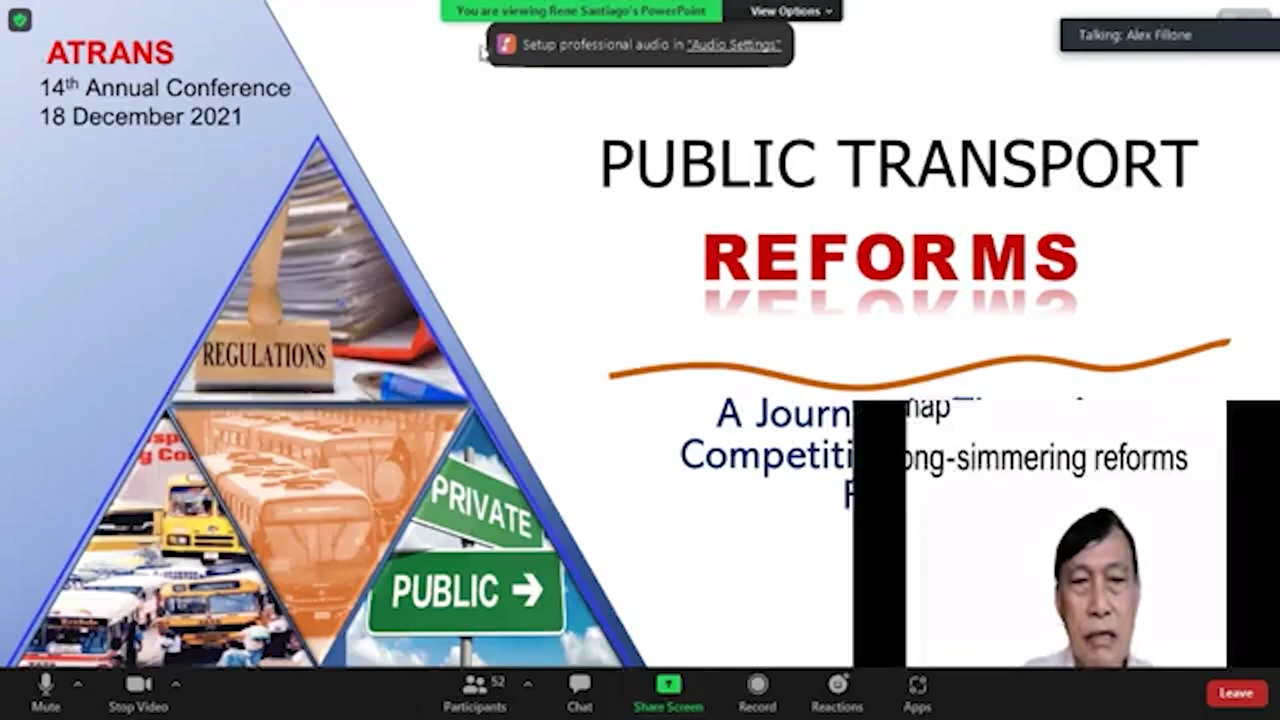 You are viewing Rene Santiago's PowerPoint
View Options
Setup professional audio in "Audio Settings"
Talking: Alex Fillone
ATRANS
14th Annual Conference
18 December 2021
PUBLIC TRANSPORT
REFORMS
REGULATIONS
A Journ
Competiti
ong-simmering reforms
PRIVATE
PUBLIC →
Mute
Stop Video
Participants
52
Chat
Share Screen
Record
Reactions
Apps
Leave